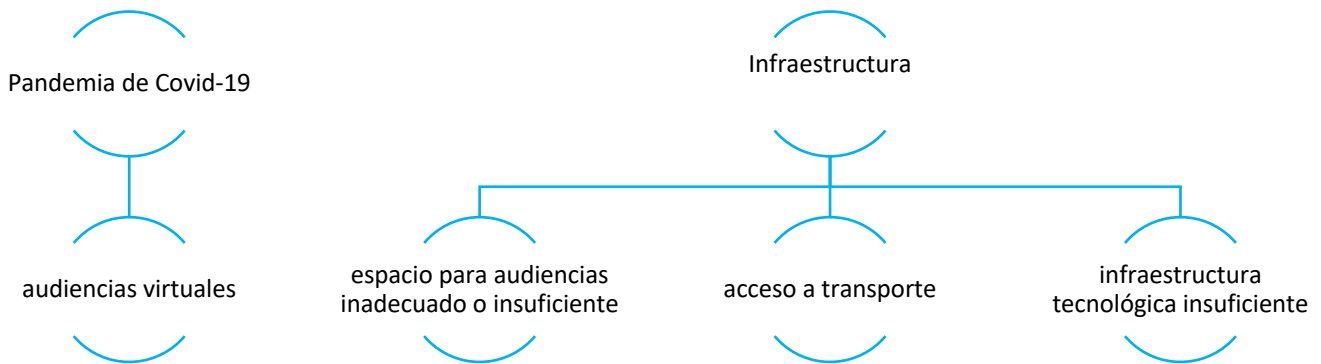 Pandemia de Covid-19
Infraestructura
audiencias virtuales
espacio para audiencias
inadecuado o insuficiente
acceso a transporte
infraestructura
tecnológica insuficiente